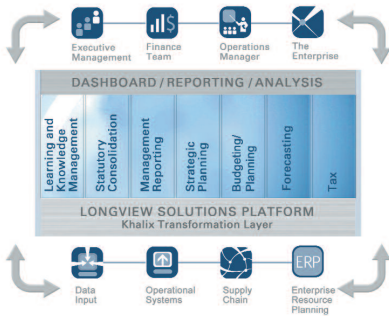 Executive
Management
Finance
Team
Operations
Manager
The
Enterprise
DASHBOARD / REPORTING / ANALYSIS
Learning and
Knowledge
Management
Statutory
Consolidation
Management
Reporting
Strategic
Planning
Budgeting/
Planning
Forecasting
Tax
LONGVIEW SOLUTIONS PLATFORM
Khalix Transformation Layer
ERP
Data
Input
Operational
Systems
Supply
Chain
Enterprise
Resource
Planning